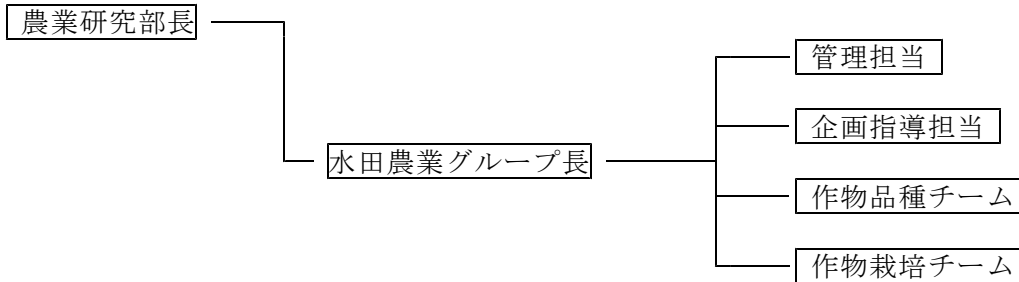 農業研究部長
管理担当
企画指導担当
水田農業グループ長
作物品種チーム
作物栽培チーム